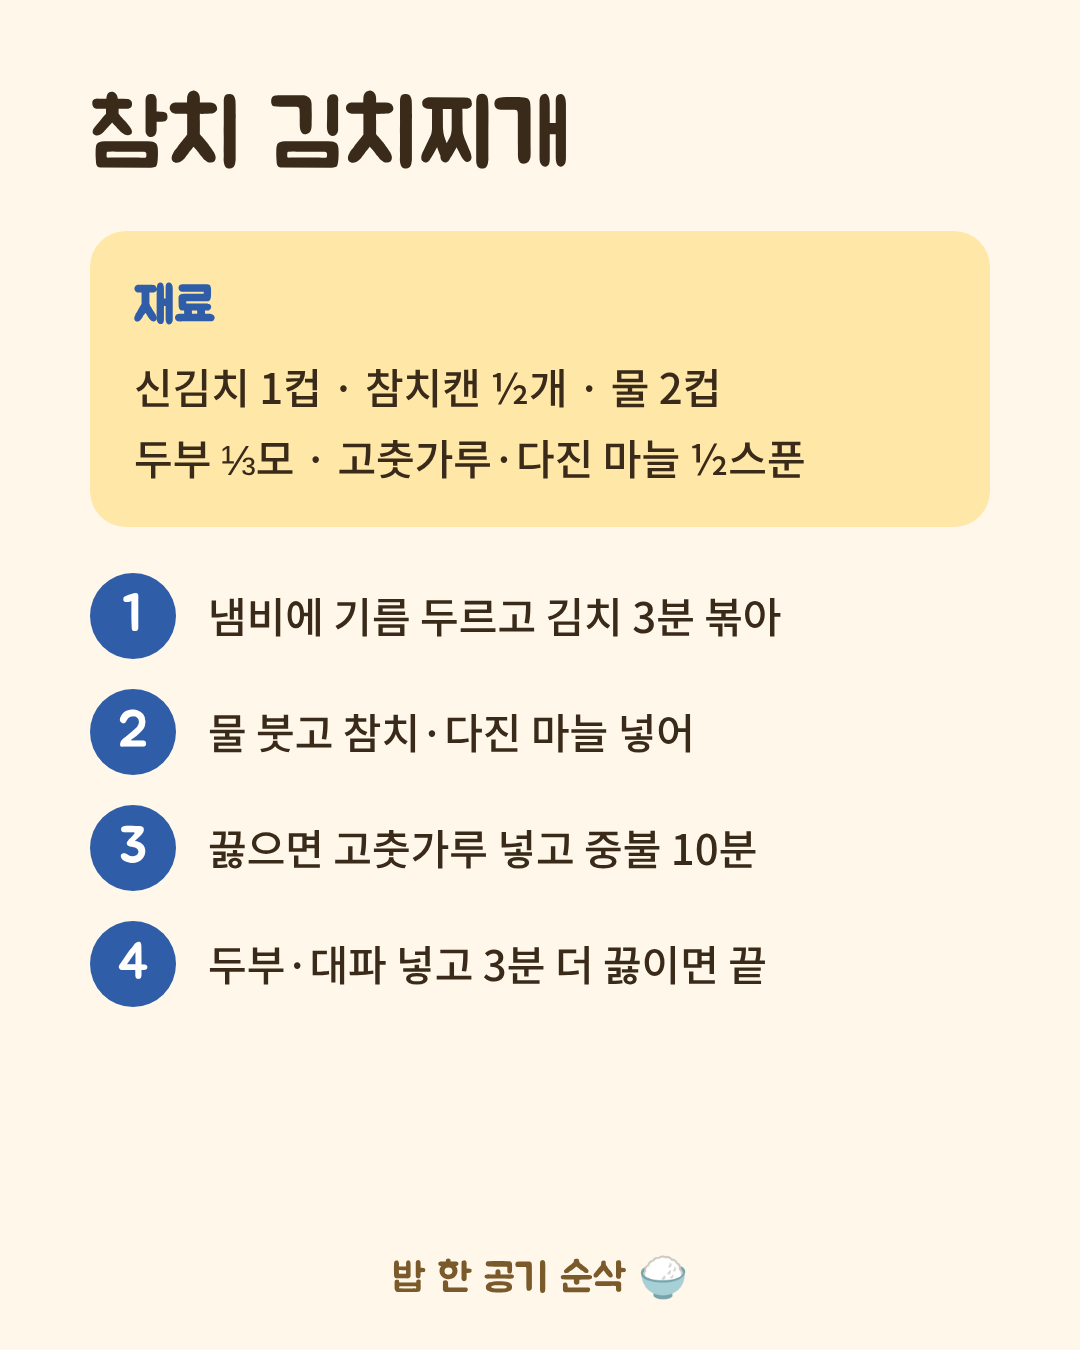 참치 김치찌개
재료
신김치 1컵 · 참치캔 ½개 · 물 2컵
두부 ⅓모 · 고춧가루·다진 마늘 ½스푼
1 냄비에 기름 두르고 김치 3분 볶아
2 물 붓고 참치·다진 마늘 넣어
3 끓으면 고춧가루 넣고 중불 10분
4 두부·대파 넣고 3분 더 끓이면 끝
밥 한 공기 순삭 🍚